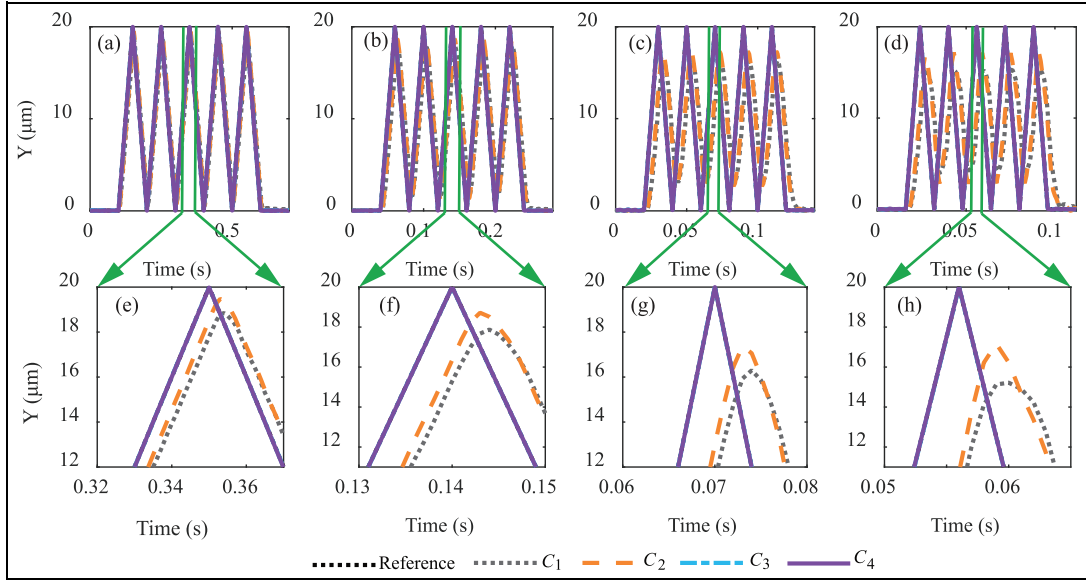 20 20 20 20
(a) (b) (c) (d)
Y (μm)
10 10 10 10
0 0 0 0
0 0.5 0 0.1 0.2 0 0.05 0.1 0 0.05 0.1
Time (s) Time (s) Time (s) Time (s)
20 20 20 20
(e) (f) (g) (h)
18 18 18 18
Y (μm)
16 16 16 16
14 14 14 14
12 12 12 12
0.32 0.34 0.36 0.13 0.14 0.15 0.06 0.07 0.08 0.05 0.06
Time (s) Time (s) Time (s) Time (s)
Reference C1 C2 C3 C4